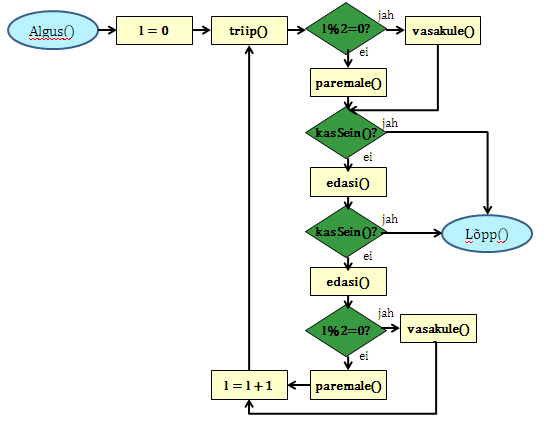 Algus()
l = 0
triip()
l%2=0?
jah
vasakule()
ei
paremale()
kasSein()?
jah
ei
edasi()
kasSein()?
jah
Lõpp()
ei
edasi()
l%2=0?
jah
vasakule()
ei
l = l + 1
paremale()